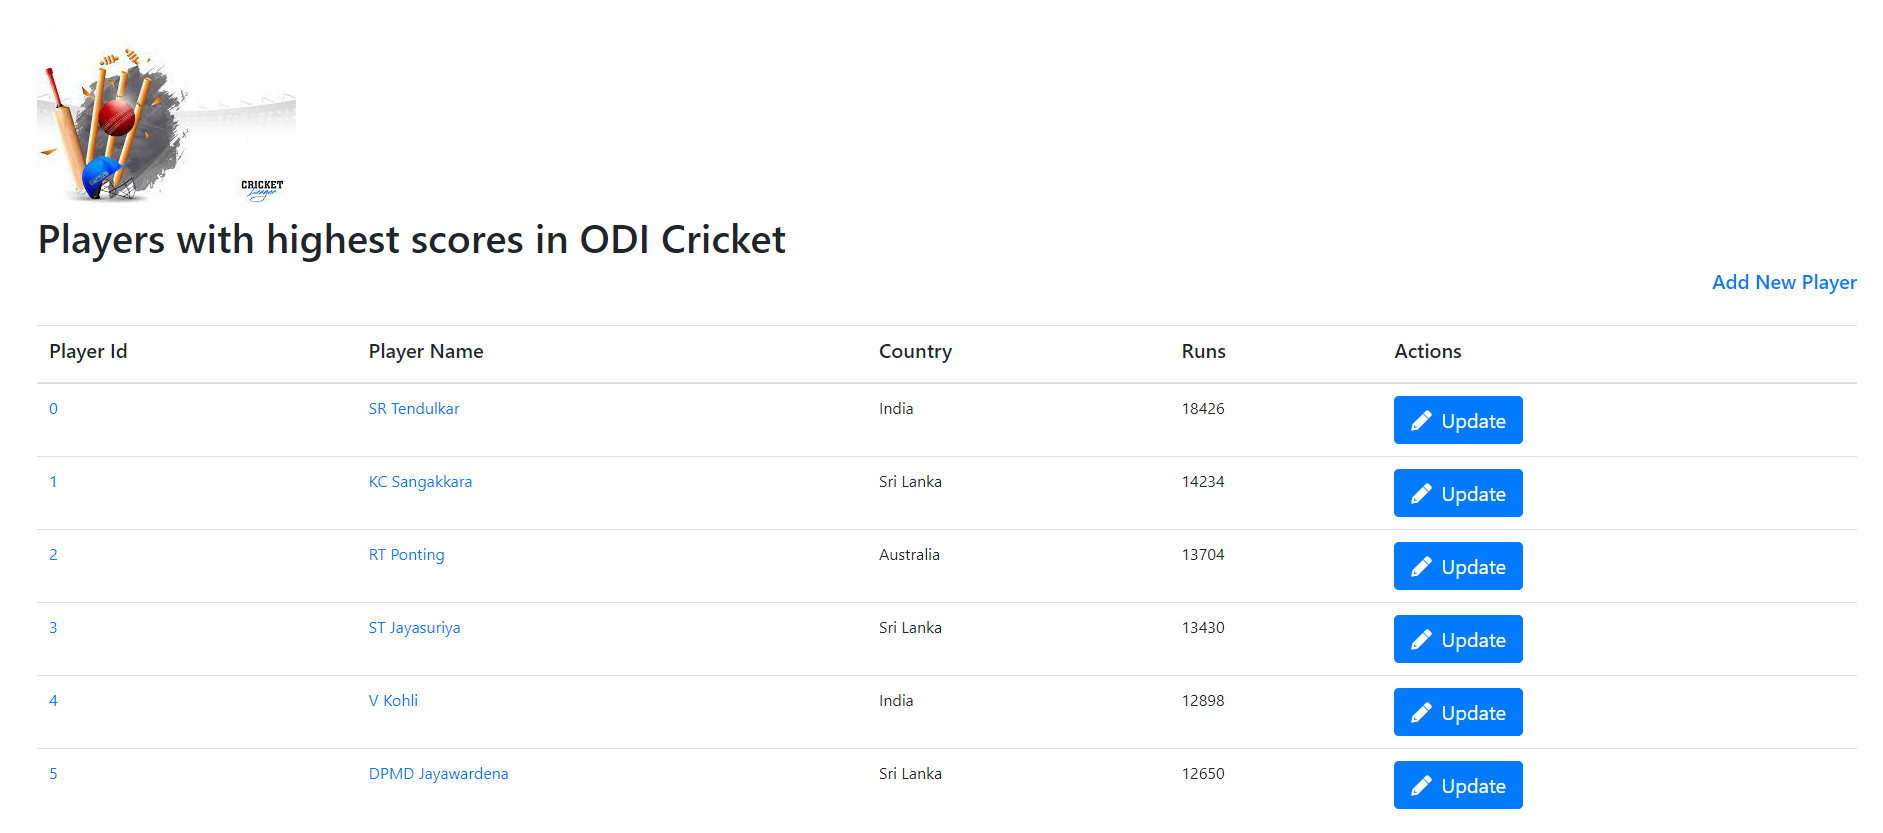 CRICKET
League
Players with highest scores in ODI Cricket
Add New Player
Player Id Player Name Country Runs Actions
0 SR Tendulkar India 18426 Update
1 KC Sangakkara Sri Lanka 14234 Update
2 RT Ponting Australia 13704 Update
3 ST Jayasuriya Sri Lanka 13430 Update
4 V Kohli India 12898 Update
5 DPMD Jayawardena Sri Lanka 12650 Update